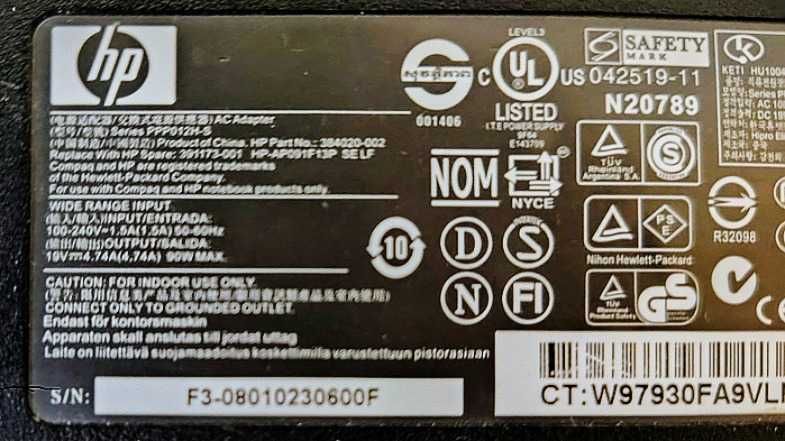 hp
(电源适配器/交換式電源供應器) AC Adapter
(型号/型號) Series PPP012H-S
(中国制造/中國製造) Product of China. HP Part No.: 384020-002
Replace With HP Spare: 391173-001 HP-AP091F13P SELF
Compaq and HP are registered trademarks
of the Hewlett-Packard Company.
For use with Compaq and HP notebook products only.
WIDE RANGE INPUT
(输入/輸入)INPUT/ENTRADA:
100-240V~1.5A(1.5A) 50-60Hz
(输出/輸出)OUTPUT/SALIDA:
19V⎓4.74A(4.74A) 90W MAX.
CAUTION: FOR INDOOR USE ONLY.
CONNECT ONLY TO GROUNDED OUTLET.
Endast för kontorsmaskin
Apparaten skall anslutas till jordat uttag
Laite on liitettävä suojamaadoitus koskettimilla varustettuun pistorasiaan
S/N: F3-08010230600F
001406
LEVEL3
C UL US
LISTED
I.T.E POWER SUPPLY
9F64
E143709
S SAFETY
MARK
042519-11
N20789
NOM
NYCE
10
D
INTERTEK
S
N
FI
TÜV
Rheinland
Argentina S.A.
S
PS
E
Nihon Hewlett-Packard
TÜV
Rheinland
Product Safety
GS
K
KETI HU1004
R32098
CT: W97930FA9VL